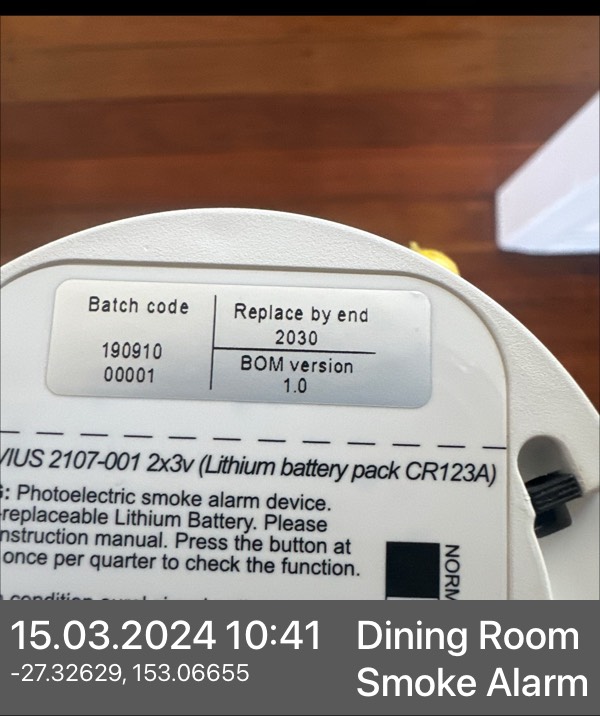 Batch code
190910
00001
Replace by end
2030
BOM version
1.0
2107-001 2x3v (Lithium battery pack CR123A)
Photoelectric smoke alarm device.
replaceable Lithium Battery. Please
manual. Press the button at
once per quarter to check the function.
15.03.2024 10:41
-27.32629, 153.06655
Dining Room
Smoke Alarm